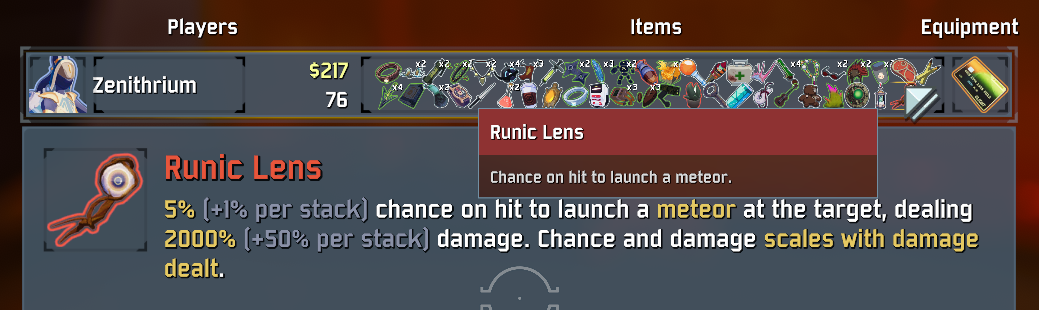 Players Items Equipment
Zenithrium
$217
76
Runic Lens
Chance on hit to launch a meteor.
Runic Lens
5% (+1% per stack) chance on hit to launch a meteor at the target, dealing
2000% (+50% per stack) damage. Chance and damage scales with damage
dealt.